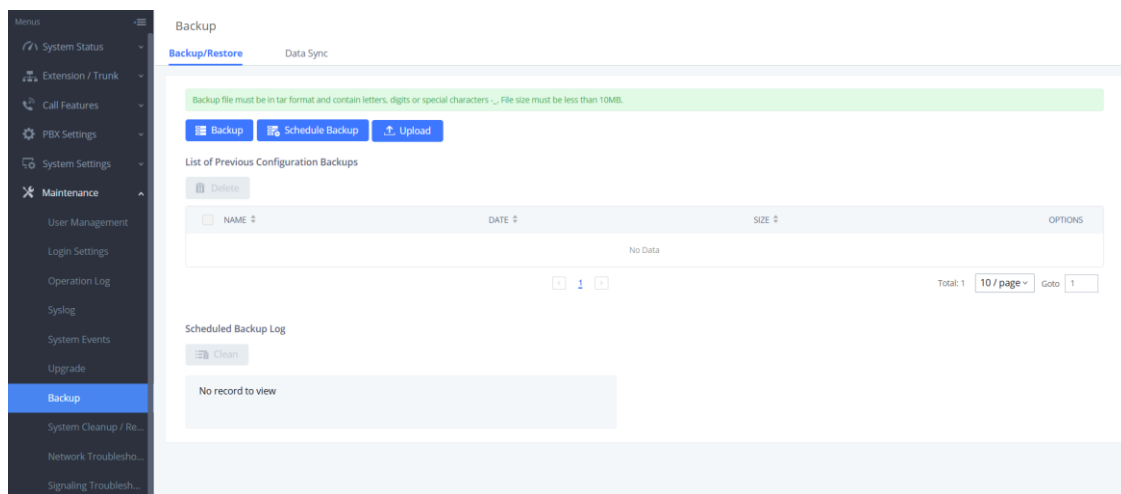 Menus
System Status
Extension / Trunk
Call Features
PBX Settings
System Settings
Maintenance
User Management
Login Settings
Operation Log
Syslog
System Events
Upgrade
Backup
System Cleanup / Re...
Network Troublesho...
Signaling Troublesh...
Backup
Backup/Restore Data Sync
Backup file must be in tar format and contain letters, digits or special characters -_. File size must be less than 10MB.
Backup Schedule Backup Upload
List of Previous Configuration Backups
Delete
NAME DATE SIZE OPTIONS
No Data
1 Total: 1 10 / page Goto 1
Scheduled Backup Log
Clean
No record to view